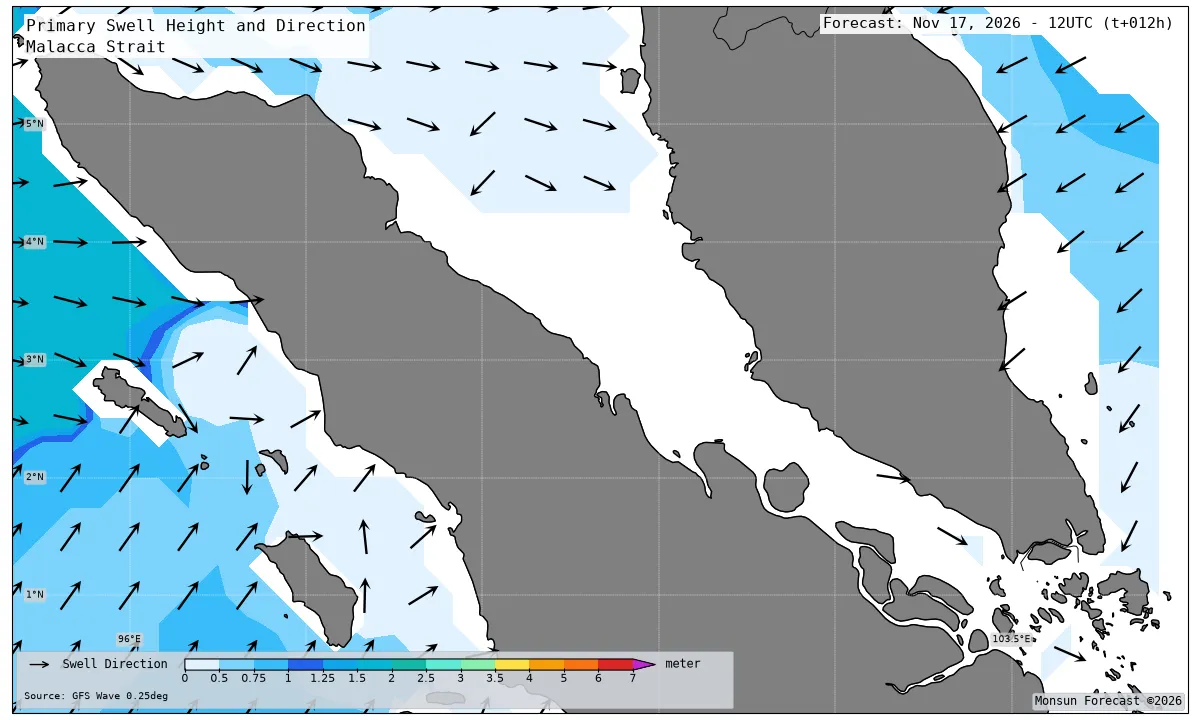 Primary Swell Height and Direction
Malacca Strait
Forecast: Nov 17, 2026 - 12UTC (t+012h)
5°N
4°N
3°N
2°N
1°N
96°E
103.5°E
Swell Direction
meter
0 0.5 0.75 1 1.25 1.5 2 2.5 3 3.5 4 5 6 7
Source: GFS Wave 0.25deg
Monsun Forecast ©2026